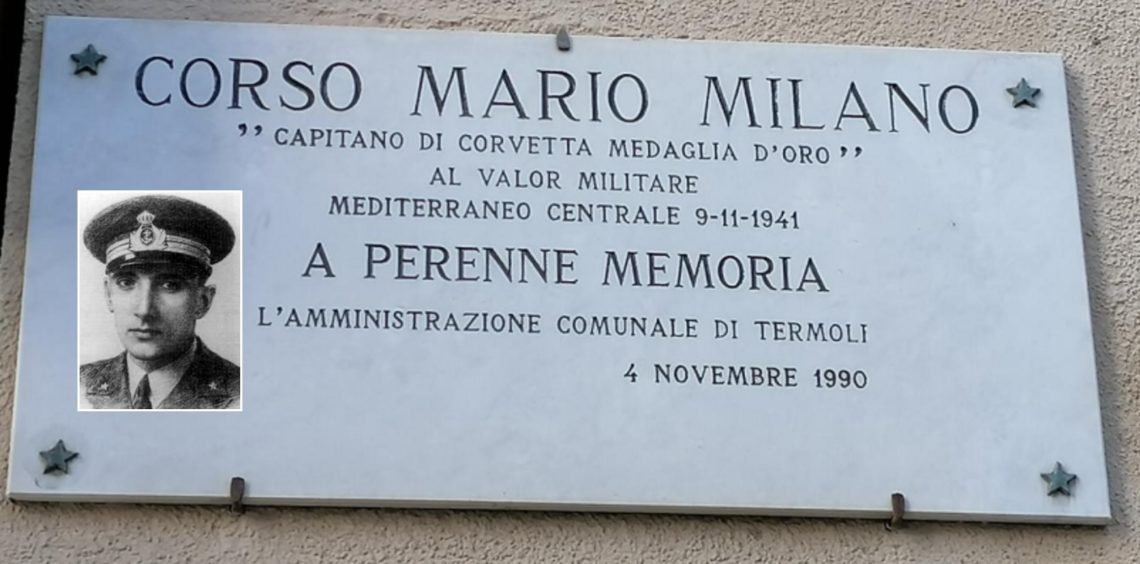 CORSO MARIO MILANO
,, CAPITANO DI CORVETTA MEDAGLIA D'ORO ,,
AL VALOR MILITARE
MEDITERRANEO CENTRALE 9-11-1941
A PERENNE MEMORIA
L'AMMINISTRAZIONE COMUNALE DI TERMOLI
4 NOVEMBRE 1990